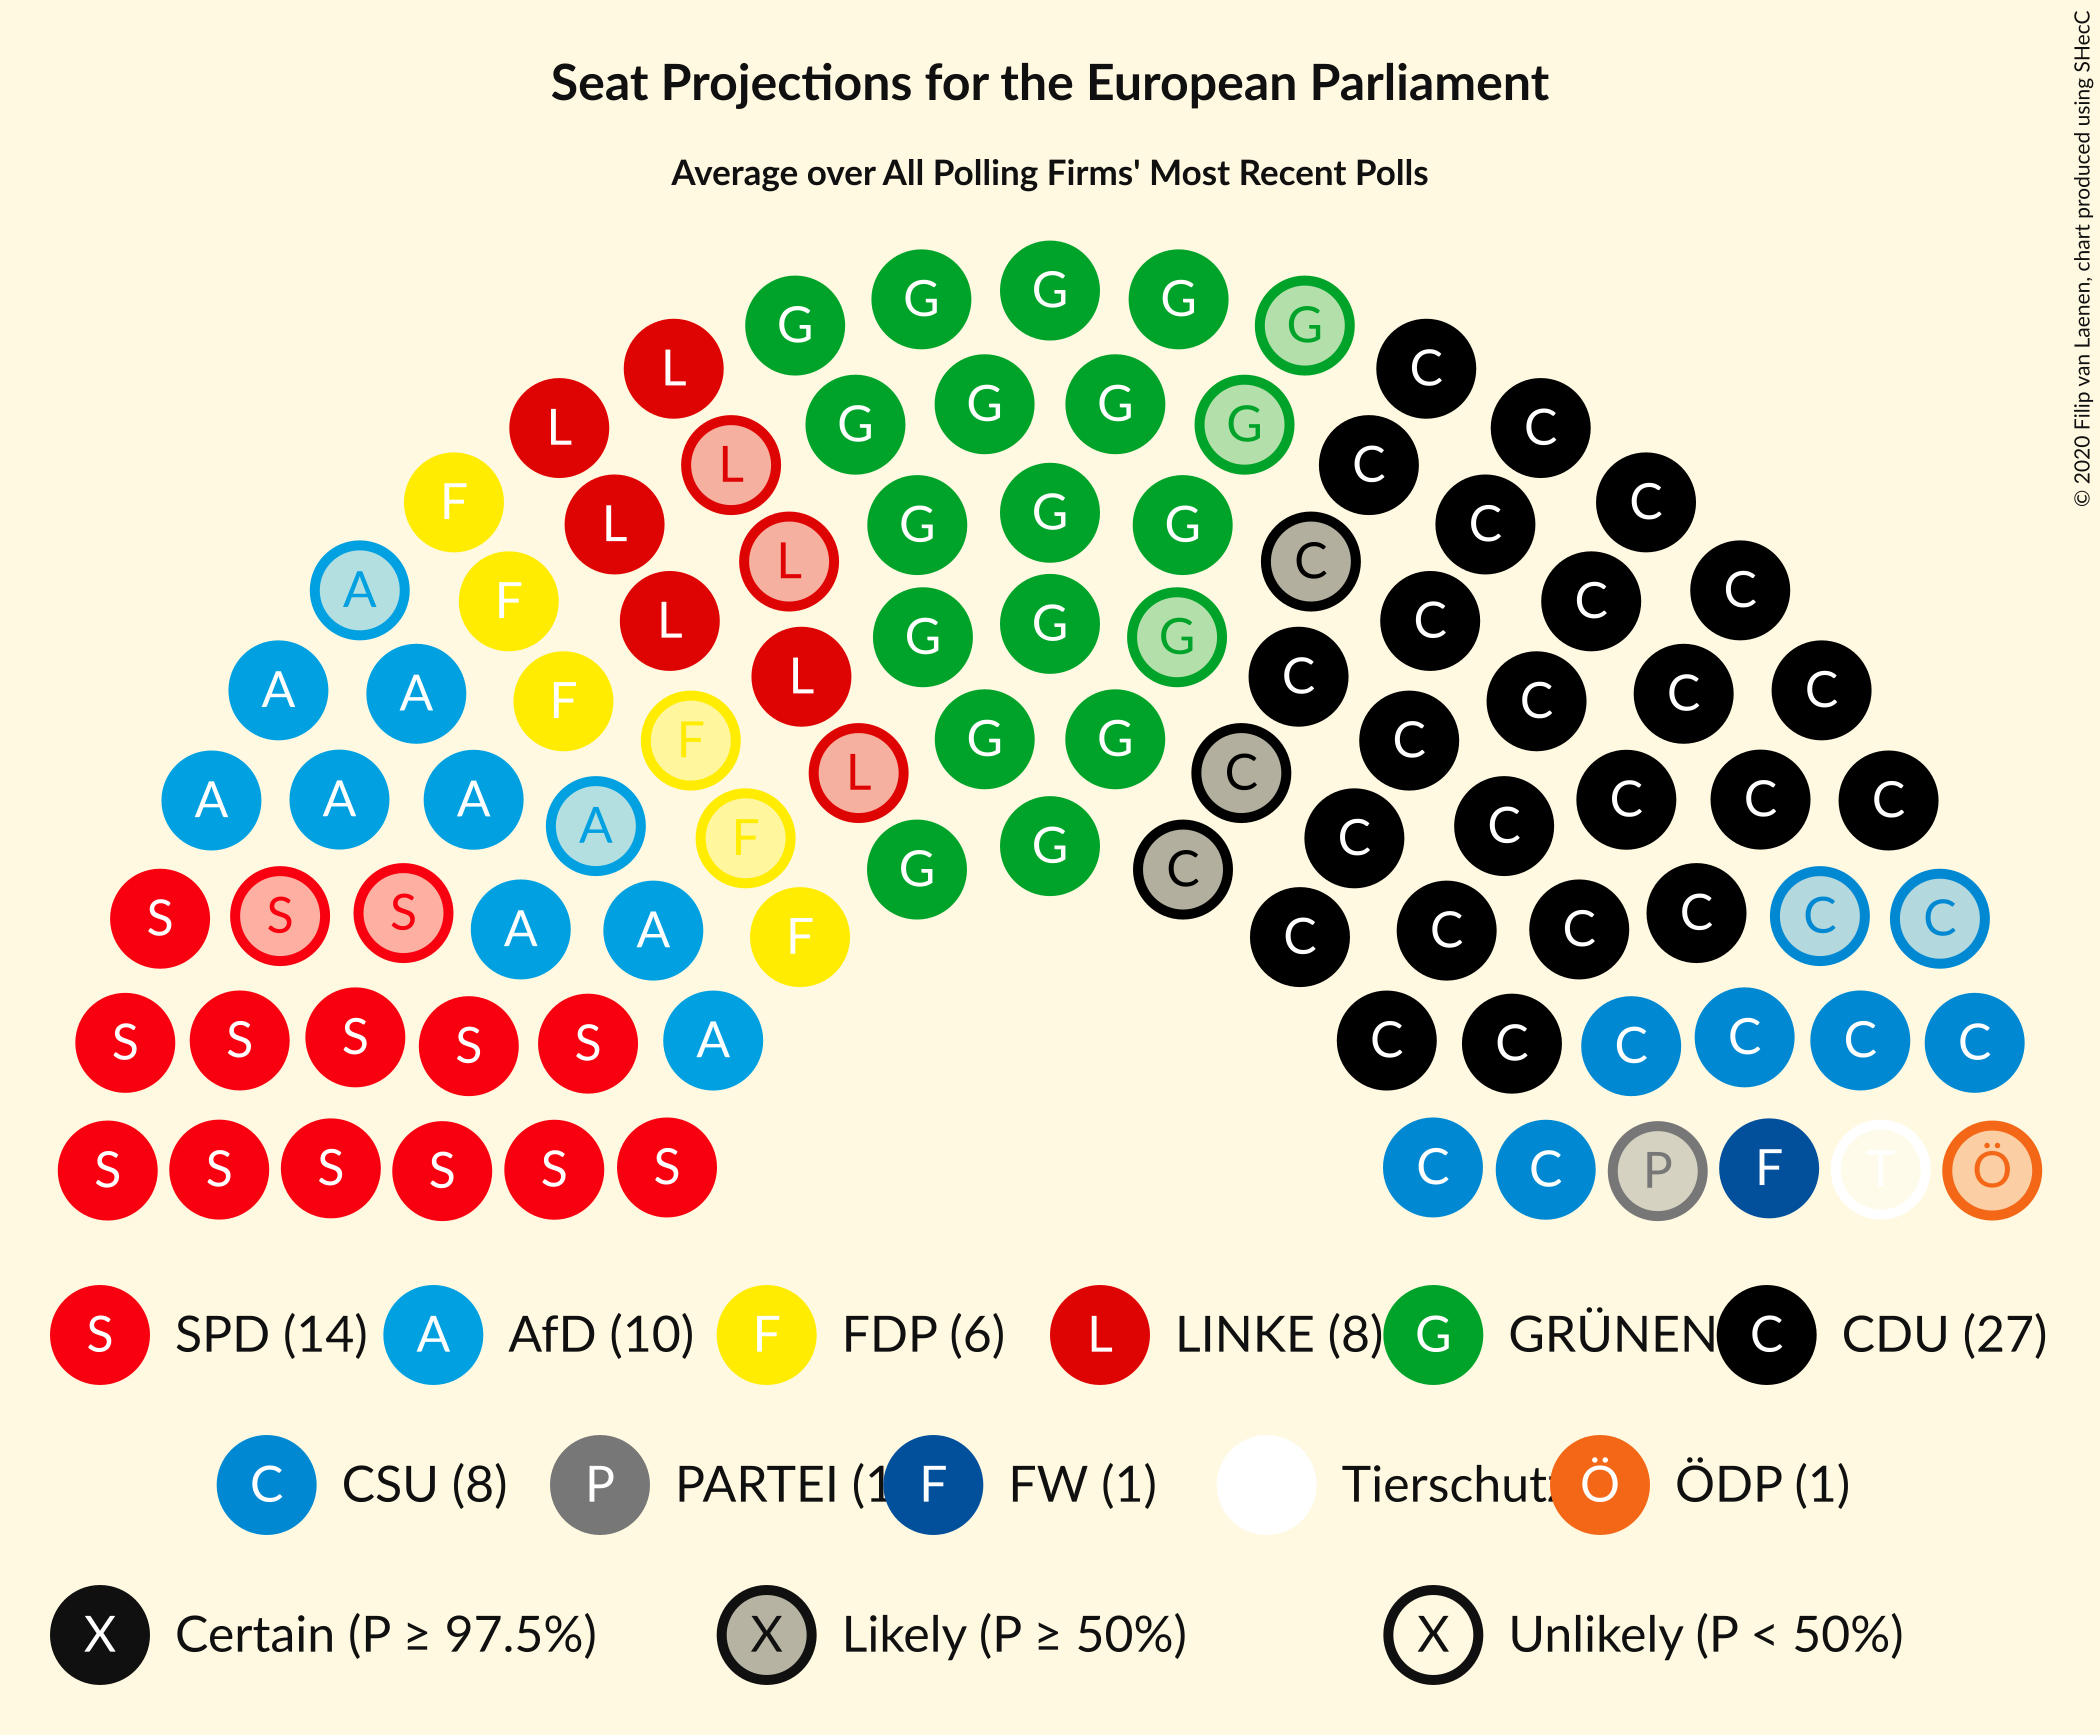 Seat Projections for the European Parliament
Average over All Polling Firms' Most Recent Polls
© 2020 Filip van Laenen, chart produced using SHecC
G G G G G
L G G G G C
L L G G G G C C
F L L G G G C C C
A F L G G G C C C
A A F L G G C C C C C
A A A F L C C C C C
S S S A A F G G C C C C C C C
A F C C
S S S S S A C C C C C C
S S S S S S C C P F T Ö
S SPD (14) A AfD (10) F FDP (6) L LINKE (8) G GRÜNEN C CDU (27)
C CSU (8) P PARTEI (1 F FW (1) Tierschutz Ö ÖDP (1)
X Certain (P ≥ 97.5%) X Likely (P ≥ 50%) X Unlikely (P < 50%)